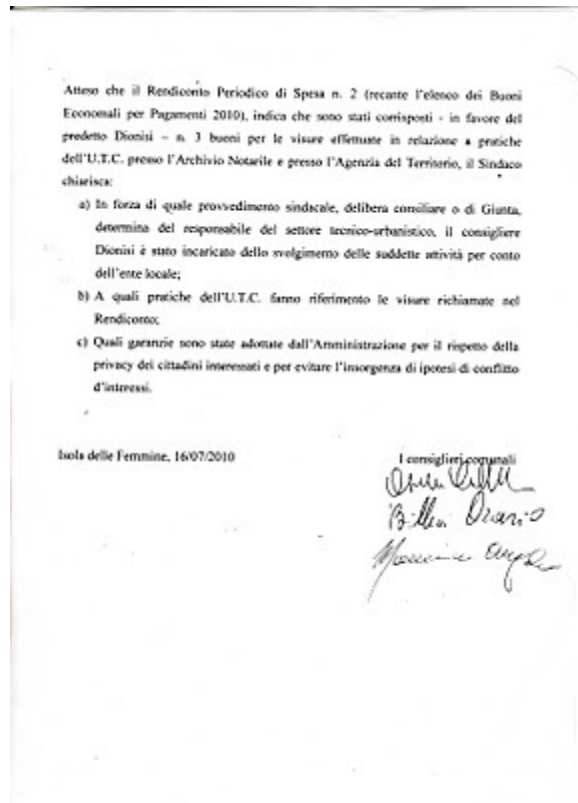 Atteso che il Rendiconto Periodico di Spesa n. 2 (recante l'elenco dei Buoni
Economali per Pagamenti 2010), indica che sono stati corrisposti - in favore del
predetto Dionisi – n. 3 buoni per le visure effettuate in relazione a pratiche
dell'U.T.C. presso l'Archivio Notarile e presso l'Agenzia del Territorio, il Sindaco
chiarisca:
a) In forza di quale provvedimento sindacale, delibera consiliare o di Giunta,
determina del responsabile del settore tecnico-urbanistico, il consigliere
Dionisi è stato incaricato dello svolgimento delle suddette attività per conto
dell'ente locale;
b) A quali pratiche dell'U.T.C. fanno riferimento le visure richiamate nel
Rendiconto;
c) Quali garanzie sono state adottate dall'Amministrazione per il rispetto della
privacy dei cittadini interessati e per evitare l'insorgenza di ipotesi di conflitto
d'interessi.
Isola delle Femmine, 16/07/2010
I consiglieri comunali
Orazio